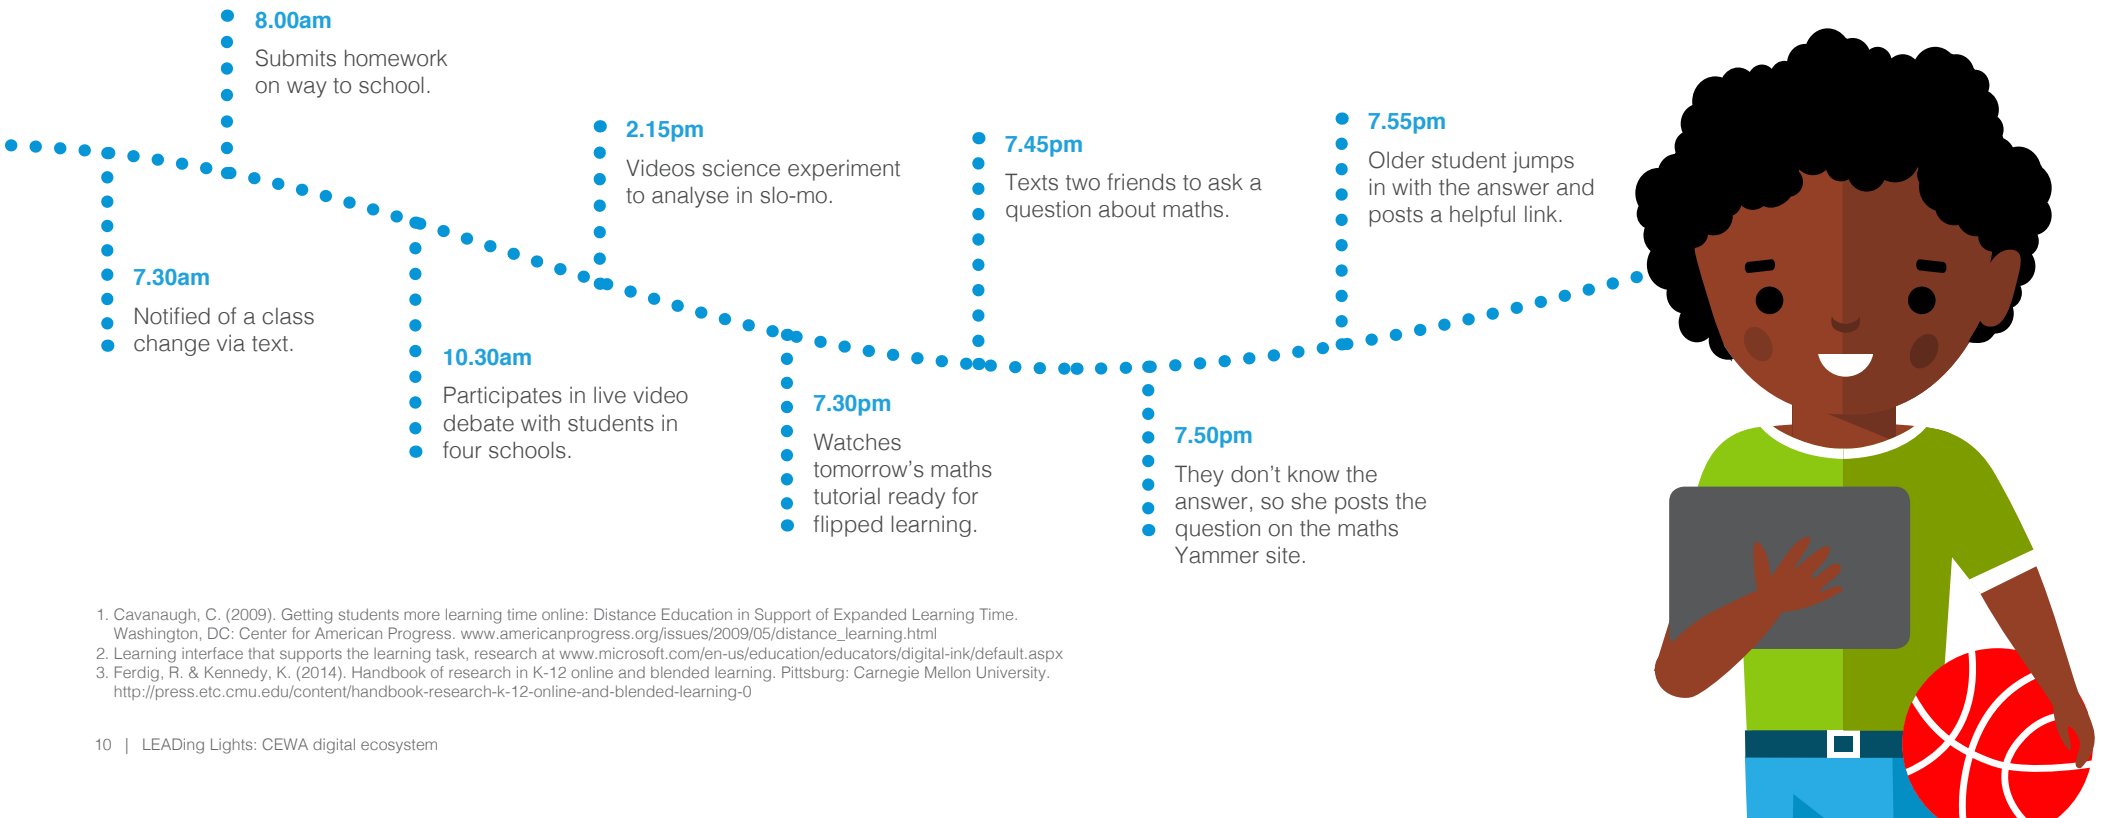 8.00am
Submits homework
on way to school.
7.30am
Notified of a class
change via text.
10.30am
Participates in live video
debate with students in
four schools.
2.15pm
Videos science experiment
to analyse in slo-mo.
7.30pm
Watches
tomorrow’s maths
tutorial ready for
flipped learning.
7.45pm
Texts two friends to ask a
question about maths.
7.50pm
They don’t know the
answer, so she posts the
question on the maths
Yammer site.
7.55pm
Older student jumps
in with the answer and
posts a helpful link.
1. Cavanaugh, C. (2009). Getting students more learning time online: Distance Education in Support of Expanded Learning Time.
Washington, DC: Center for American Progress. www.americanprogress.org/issues/2009/05/distance_learning.html
2. Learning interface that supports the learning task, research at www.microsoft.com/en-us/education/educators/digital-ink/default.aspx
3. Ferdig, R. & Kennedy, K. (2014). Handbook of research in K-12 online and blended learning. Pittsburg: Carnegie Mellon University.
http://press.etc.cmu.edu/content/handbook-research-k-12-online-and-blended-learning-0
10 | LEADing Lights: CEWA digital ecosystem